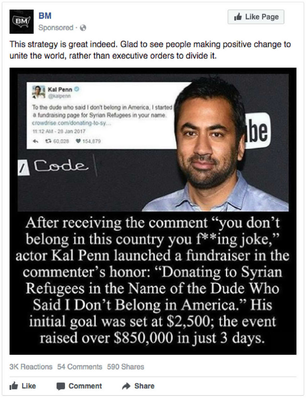 BM
BM
Sponsored ·
Like Page
This strategy is great indeed. Glad to see people making positive change to
unite the world, rather than executive orders to divide it.
Kal Penn
@kalpenn
To the dude who said I don't belong in America, I started
a fundraising page for Syrian Refugees in your name.
crowdrise.com/donating-to-sy...
11:12 AM - 28 Jan 2017
60,028 154,679
be
/ Code
After receiving the comment "you don't
belong in this country you f**ing joke,"
actor Kal Penn launched a fundraiser in the
commenter's honor: "Donating to Syrian
Refugees in the Name of the Dude Who
Said I Don't Belong in America." His
initial goal was set at $2,500; the event
raised over $850,000 in just 3 days.
3K Reactions 54 Comments 590 Shares
Like Comment Share